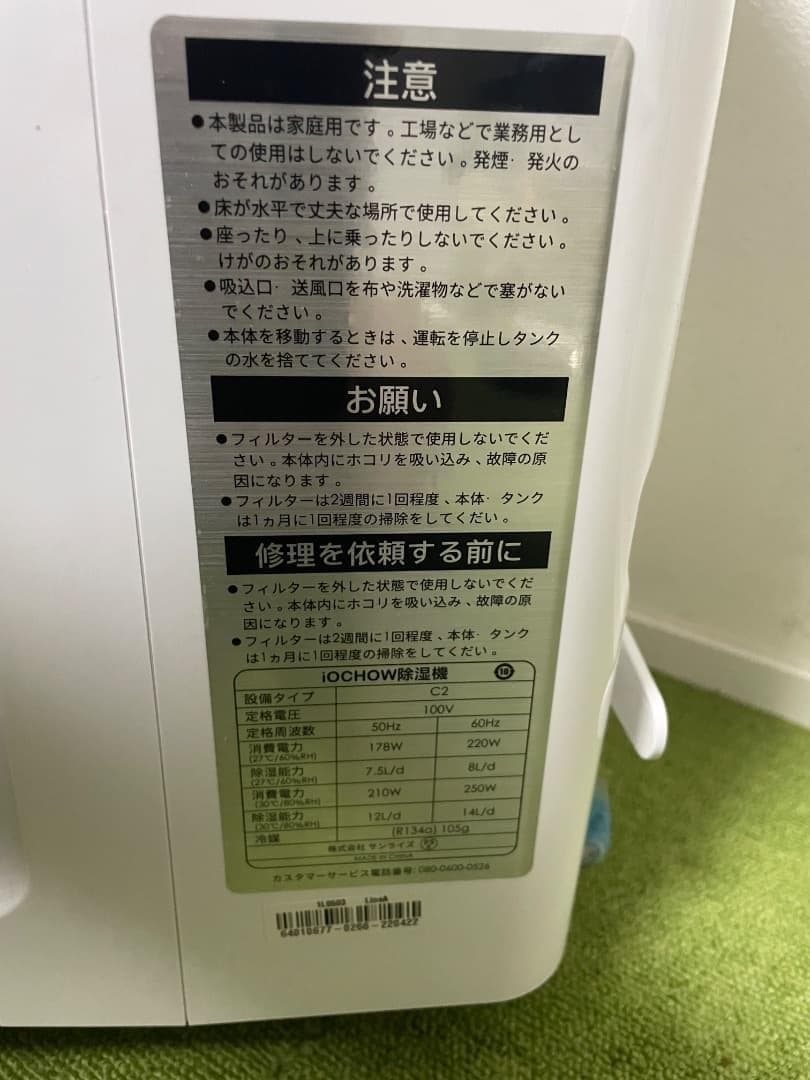 注意
●本製品は家庭用です。工場などで業務用とし
ての使用はしないでください。発煙・発火の
おそれがあります。
●床が水平で丈夫な場所で使用してください。
●座ったり、上に乗ったりしないでください。
けがのおそれがあります。
●吸込口・送風口を布や洗濯物などで塞がない
でください。
●本体を移動するときは、運転を停止しタンク
の水を捨ててください。
お願い
●フィルターを外した状態で使用しないでくだ
さい。本体内にホコリを吸い込み、故障の原
因になります。
●フィルターは2週間に1回程度、本体・タンク
は1ヵ月に1回程度の掃除をしてくだい。
修理を依頼する前に
●フィルターを外した状態で使用しないでくだ
さい。本体内にホコリを吸い込み、故障の原
因になります。
●フィルターは2週間に1回程度、本体・タンク
は1ヵ月に1回程度の掃除をしてくだい。
iOCHOW除湿機
設備タイプ C2
定格電圧 100V
定格周波数 50Hz 60Hz
消費電力 178W 220W
(27℃/60%RH)
除湿能力 7.5L/d 8L/d
(27℃/60%RH)
消費電力 210W 250W
(30℃/80%RH)
除湿能力 12L/d 14L/d
(30℃/80%RH)
冷媒 (R134a) 105g
株式会社 サンライズ
MADE IN CHINA
カスタマーサービス電話番号: 080-0600-0526
64010677-0266-220422